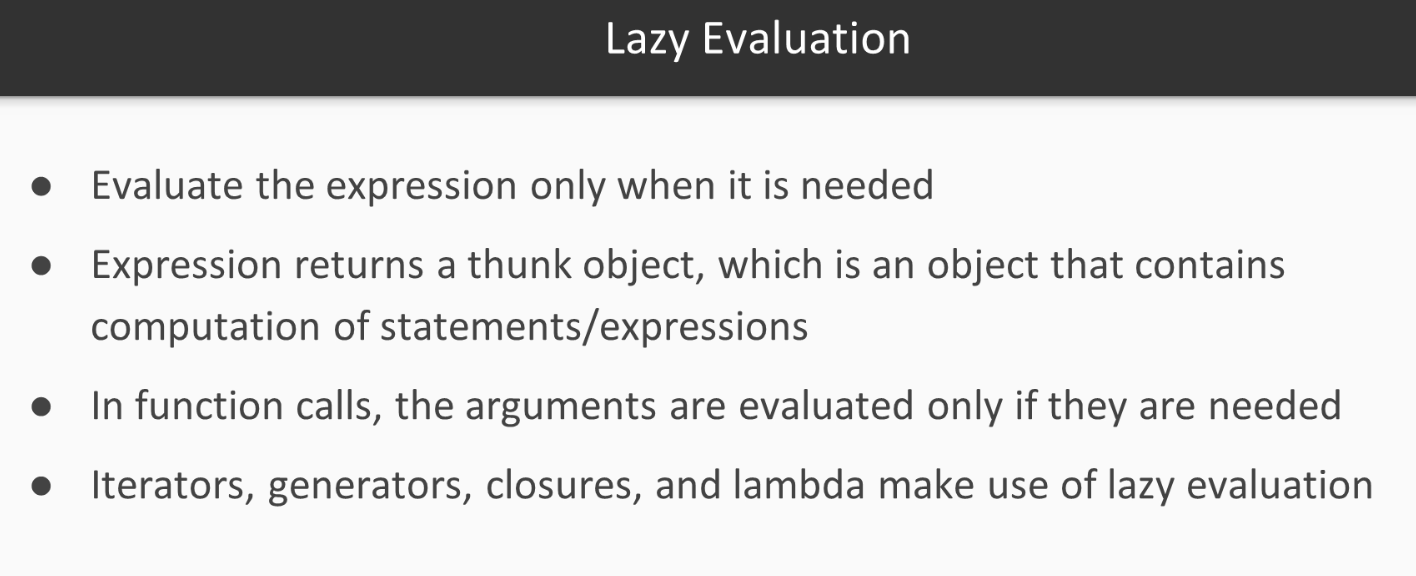 Lazy Evaluation
● Evaluate the expression only when it is needed
● Expression returns a thunk object, which is an object that contains
computation of statements/expressions
● In function calls, the arguments are evaluated only if they are needed
● Iterators, generators, closures, and lambda make use of lazy evaluation